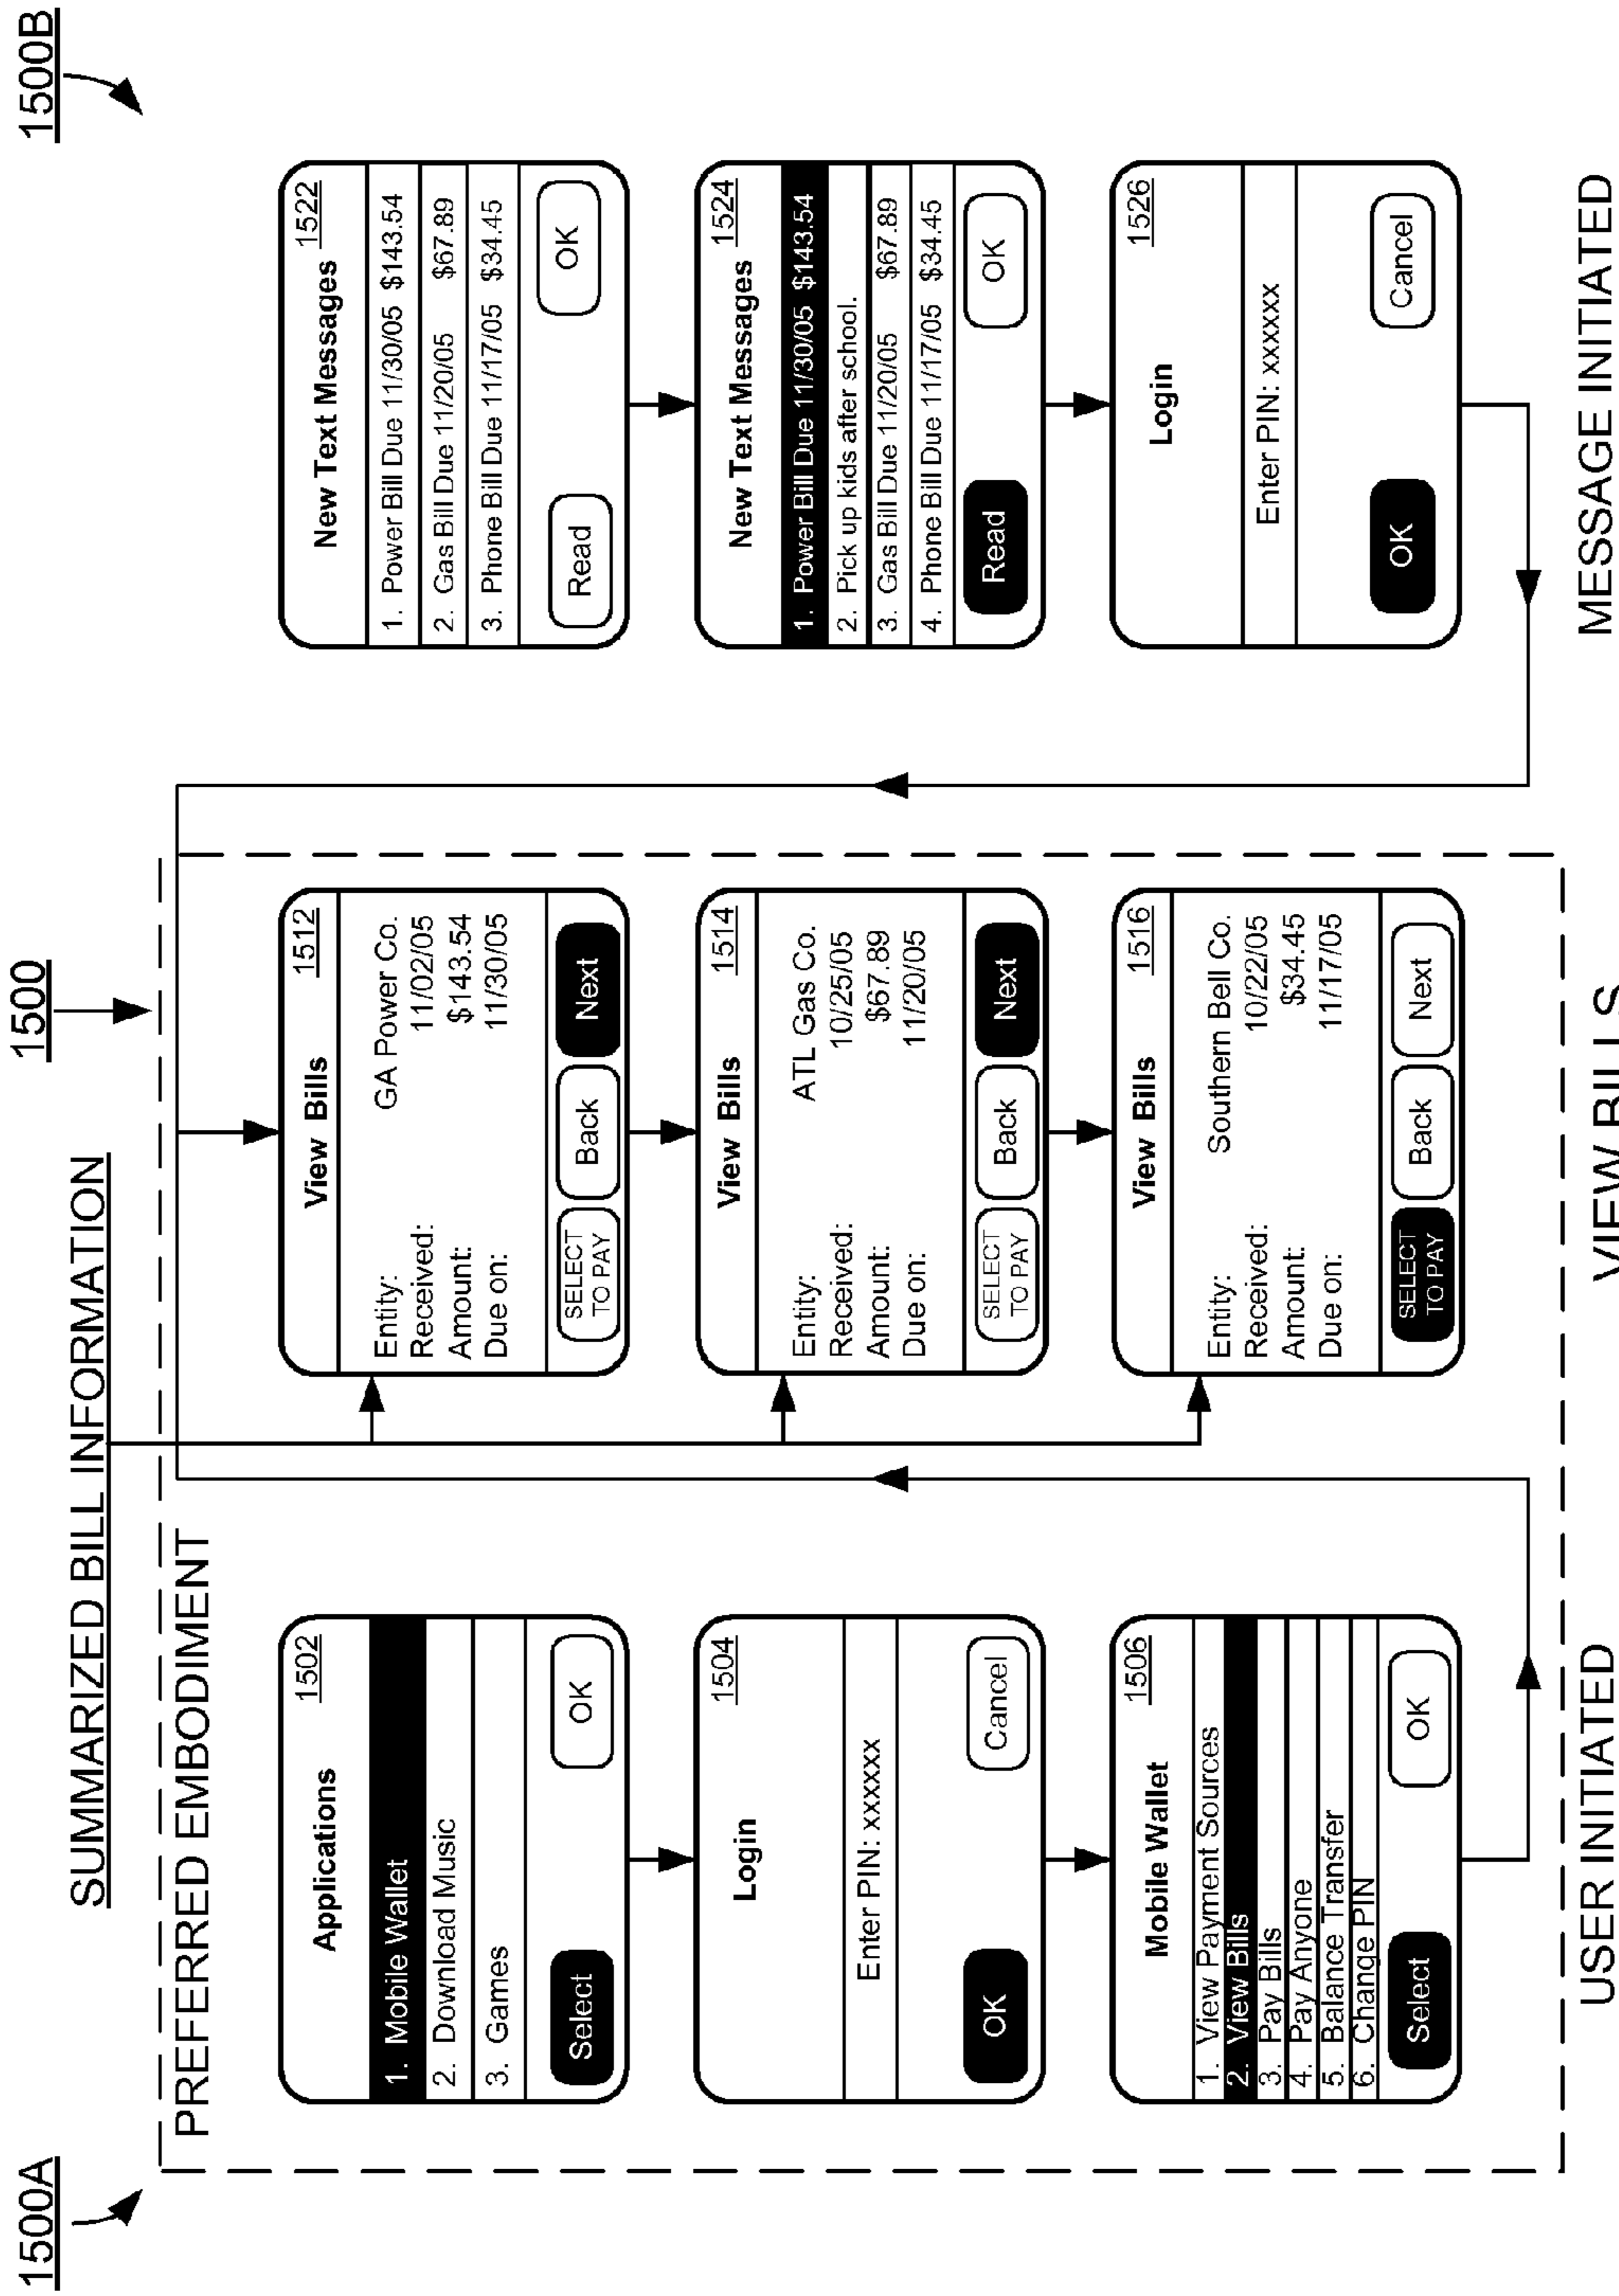 1500A
1500
1500B
SUMMARIZED BILL INFORMATION
PREFERRED EMBODIMENT
Applications
1502
1. Mobile Wallet
2. Download Music
3. Games
Select OK
Login
1504
Enter PIN: xxxxxx
OK Cancel
Mobile Wallet
1506
1. View Payment Sources
2. View Bills
3. Pay Bills
4. Pay Anyone
5. Balance Transfer
6. Change PIN
Select OK
USER INITIATED
View Bills
1512
Entity: GA Power Co.
Received: 11/02/05
Amount: $143.54
Due on: 11/30/05
SELECT TO PAY Back Next
View Bills
1514
Entity: ATL Gas Co.
Received: 10/25/05
Amount: $67.89
Due on: 11/20/05
SELECT TO PAY Back Next
View Bills
1516
Entity: Southern Bell Co.
Received: 10/22/05
Amount: $34.45
Due on: 11/17/05
SELECT TO PAY Back Next
VIEW BILLS
New Text Messages
1522
1. Power Bill Due 11/30/05 $143.54
2. Gas Bill Due 11/20/05 $67.89
3. Phone Bill Due 11/17/05 $34.45
Read OK
New Text Messages
1524
1. Power Bill Due 11/30/05 $143.54
2. Pick up kids after school.
3. Gas Bill Due 11/20/05 $67.89
4. Phone Bill Due 11/17/05 $34.45
Read OK
Login
1526
Enter PIN: xxxxxx
OK Cancel
MESSAGE INITIATED